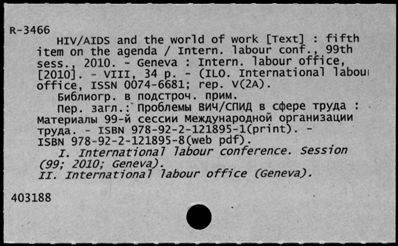 R-3466
HIV/AIDS and the world of work [Text] : fifth
item on the agenda / Intern. labour conf., 99th
sess., 2010. - Geneva : Intern. labour office,
[2010]. - VIII, 34 p. - (ILO. International labou
office, ISSN 0074-6681; rep. V(2A).
Библиогр. в подстроч. прим.
Пер. загл.: Проблемы ВИЧ/СПИД в сфере труда :
Материалы 99-й сессии Международной организации
труда. - ISBN 978-92-2-121895-1(print). -
ISBN 978-92-2-121895-8(web pdf).
I. International labour conference. Session
(99; 2010; Geneva).
II. International labour office (Geneva).
403188